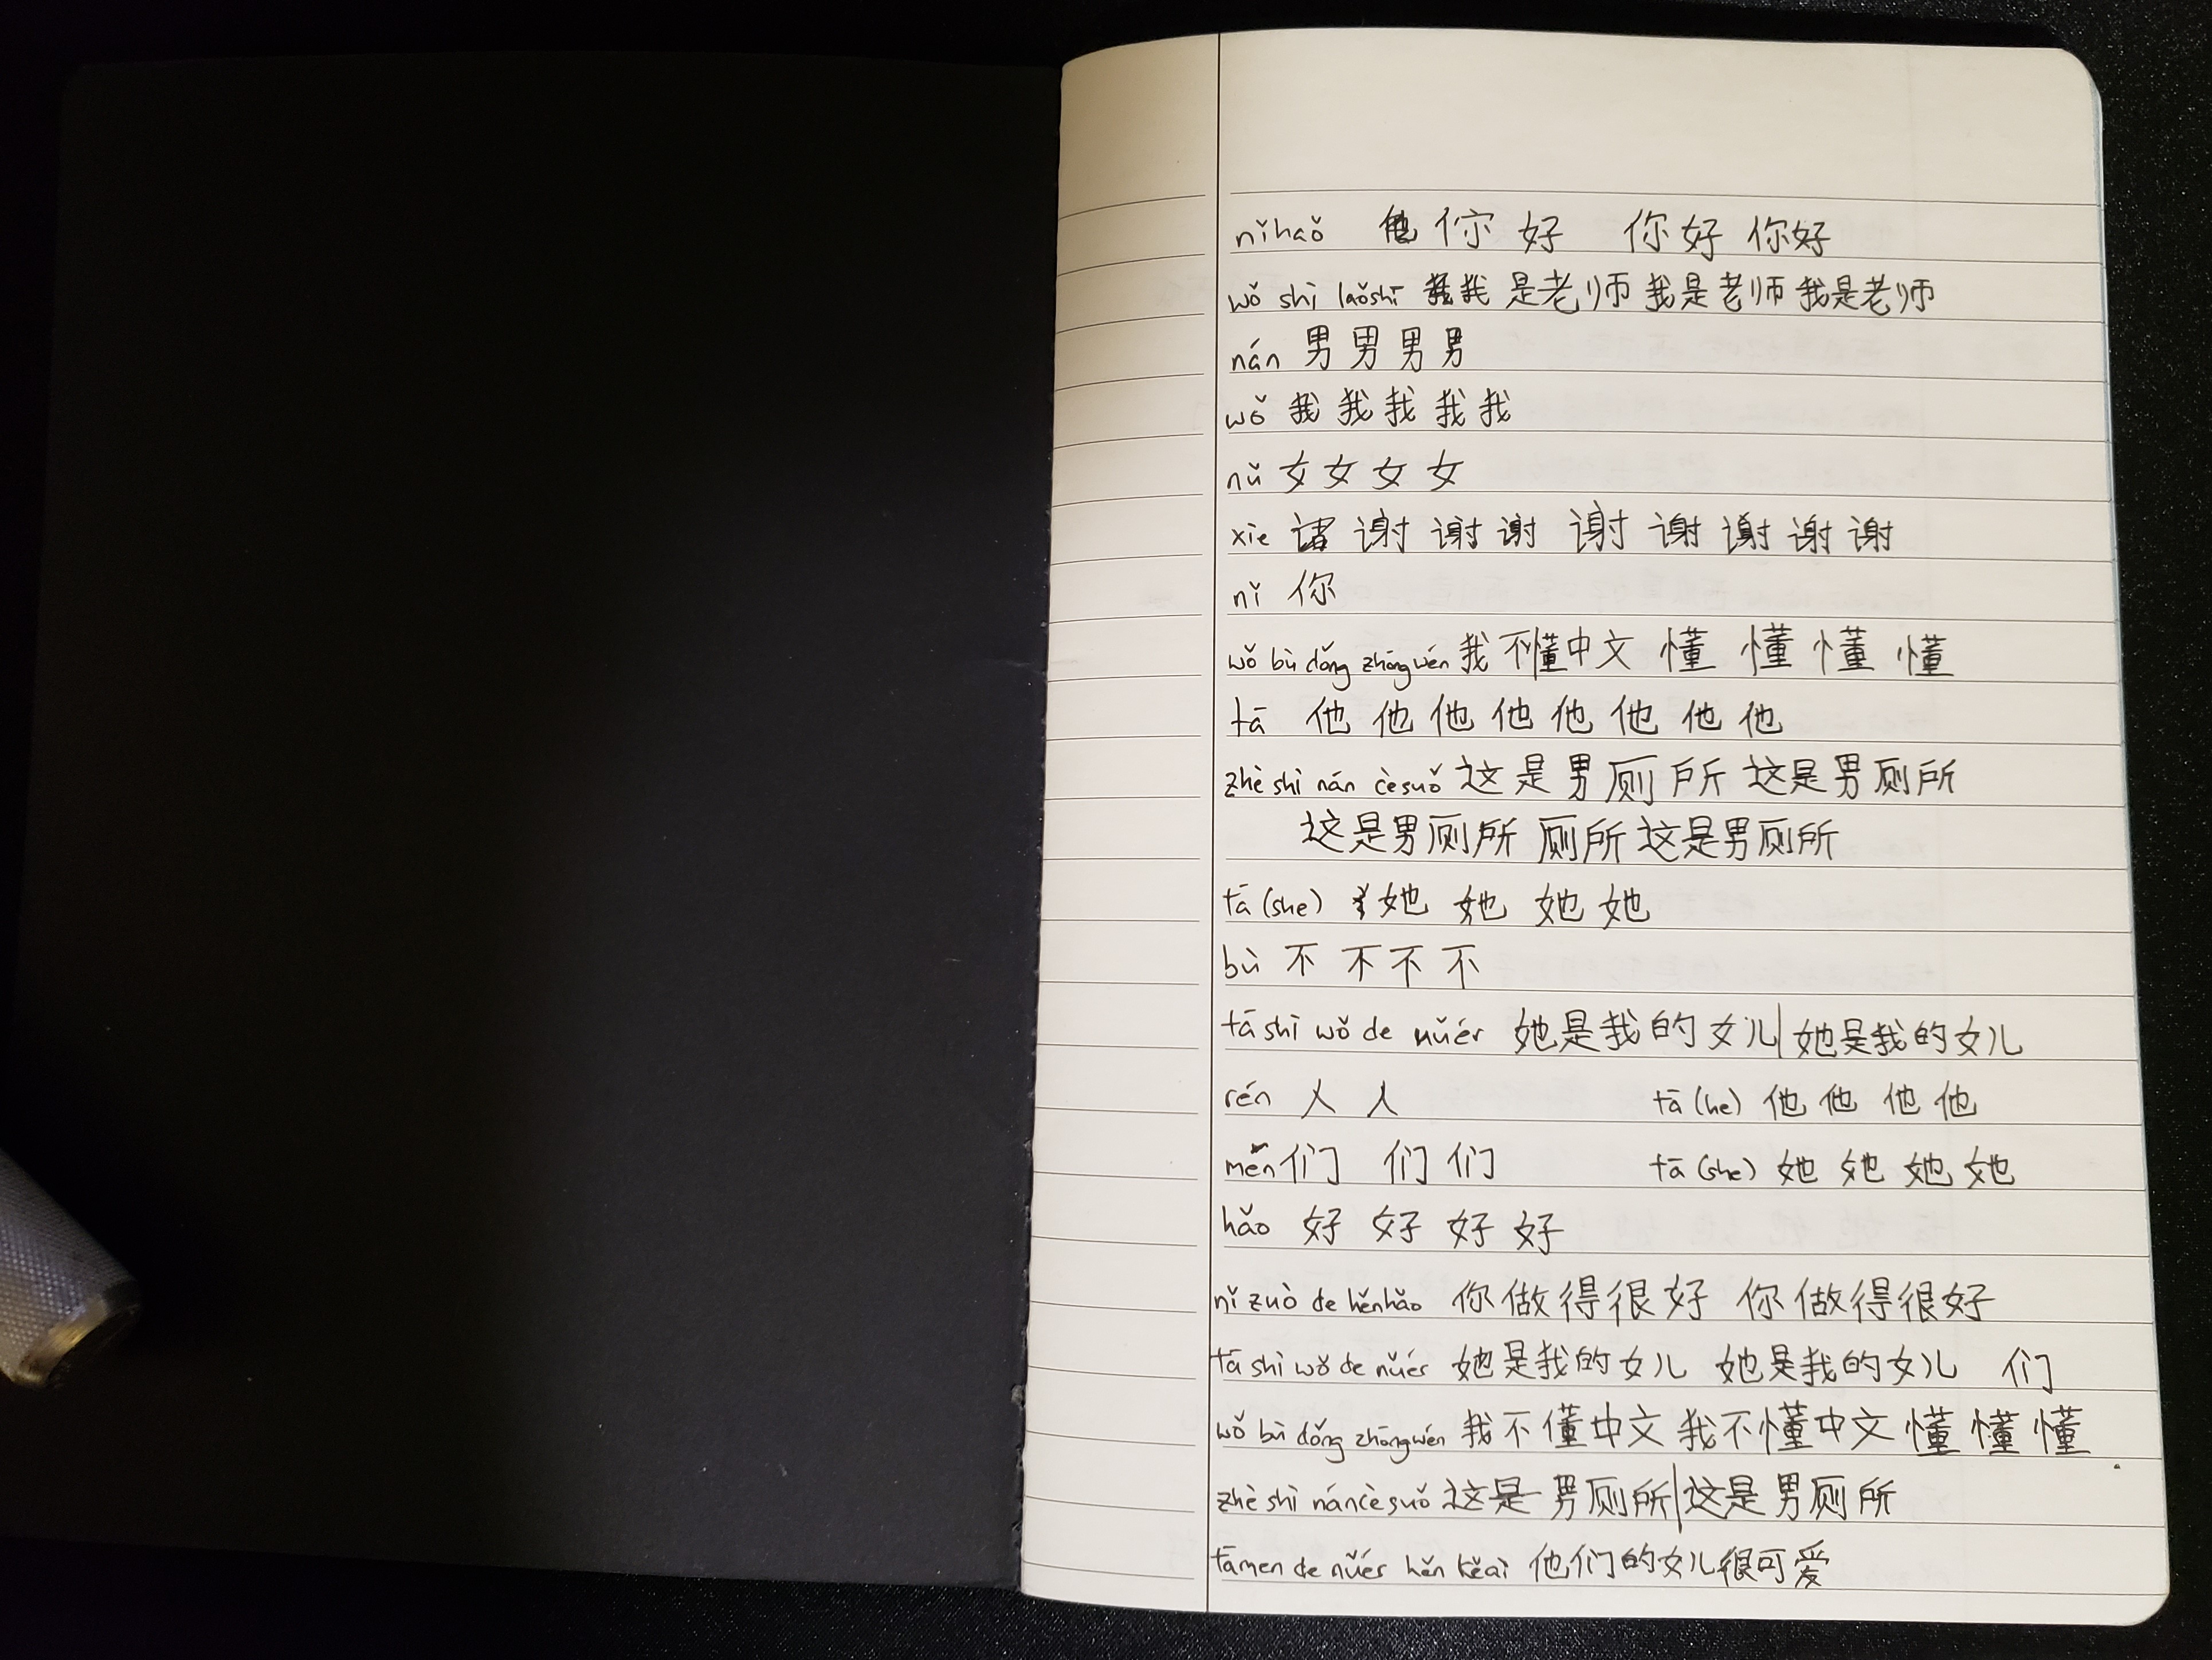 nǐhaǒ 你 好 你 好 你好
wǒ shì laǒshī 我 是老师 我是老师 我是老师
nán 男 男 男 男
wǒ 我 我 我 我 我
nǚ 女 女 女 女
xie 谢 谢 谢 谢 谢 谢 谢 谢
nǐ 你
wǒ bù dǒng zhōngwén 我 不懂中文 懂 懂 懂 懂
tā 他 他 他 他 他 他 他 他
zhè shì nán cèsuǒ 这 是 男 厕 所 这是男厕所
这是男厕所 厕所 这是男厕所
tā (she) 她 她 她 她
bù 不 不 不 不
tā shì wǒ de nǚér 她是我的女儿|她是我的女儿
rén 人 人 tā (he) 他 他 他 他
mén 们 们 们 tā (she) 她 她 她 她
hǎo 好 好 好 好
nǐ zuò de hěnhǎo 你做得很好 你做得很好
tā shì wǒ de nǚér 她是我的女儿 她是我的女儿 们
wǒ bù dǒng zhōngwén 我不懂中文 我不懂中文 懂 懂 懂
zhè shì náncèsuǒ 这是 男厕所|这是男厕所
tāmen de nǚér hěn kěài 他们的女儿很可爱